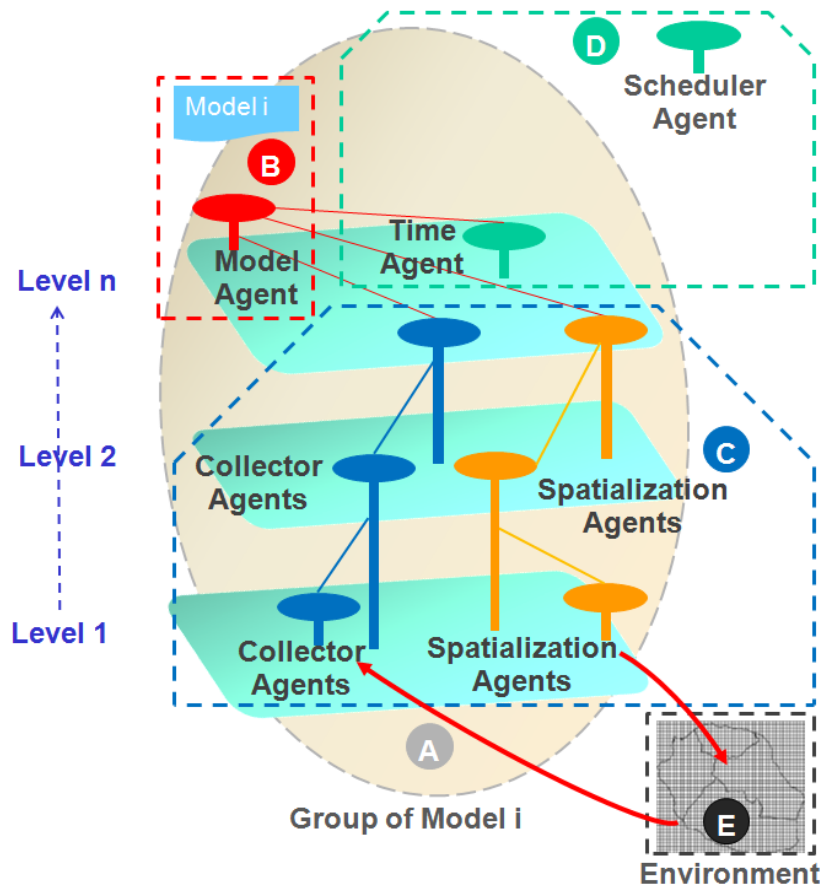 D
Scheduler
Agent
Model i
B
Time
Agent
Model
Agent
Level n
Level 2
C
Collector
Agents
Spatialization
Agents
Level 1
Collector
Agents
Spatialization
Agents
A
Group of Model i
E
Environment